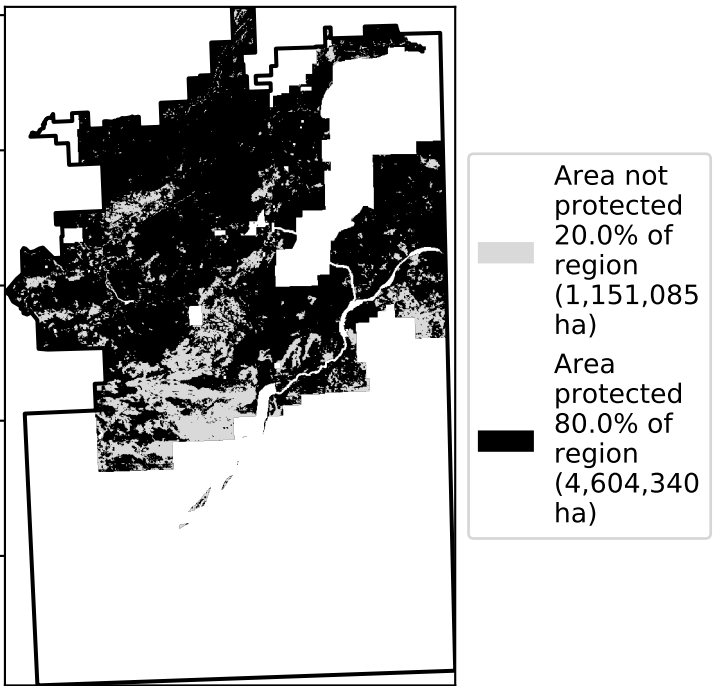 Area not
protected
20.0% of
region
(1,151,085
ha)
Area
protected
80.0% of
region
(4,604,340
ha)